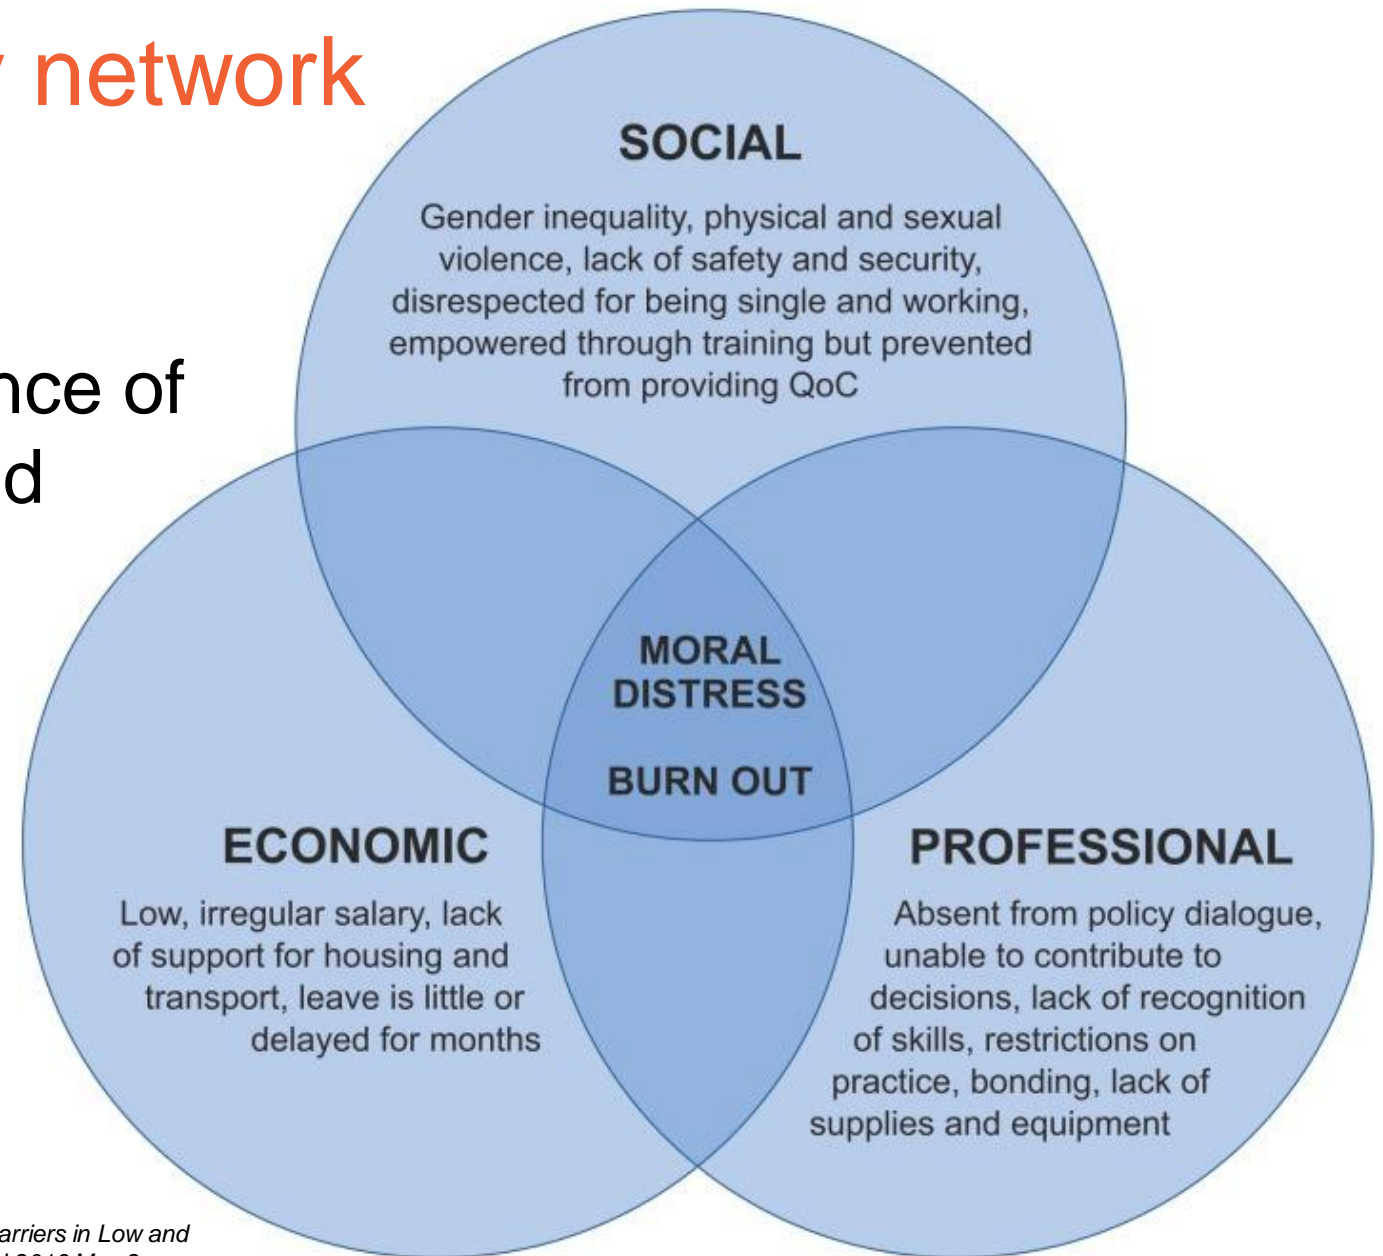 network
SOCIAL
Gender inequality, physical and sexual
violence, lack of safety and security,
disrespected for being single and working,
empowered through training but prevented
from providing QoC
of
MORAL
DISTRESS
BURN OUT
ECONOMIC
Low, irregular salary, lack
of support for housing and
transport, leave is little or
delayed for months
PROFESSIONAL
Absent from policy dialogue,
unable to contribute to
decisions, lack of recognition
of skills, restrictions on
practice, bonding, lack of
supplies and equipment
in Low and